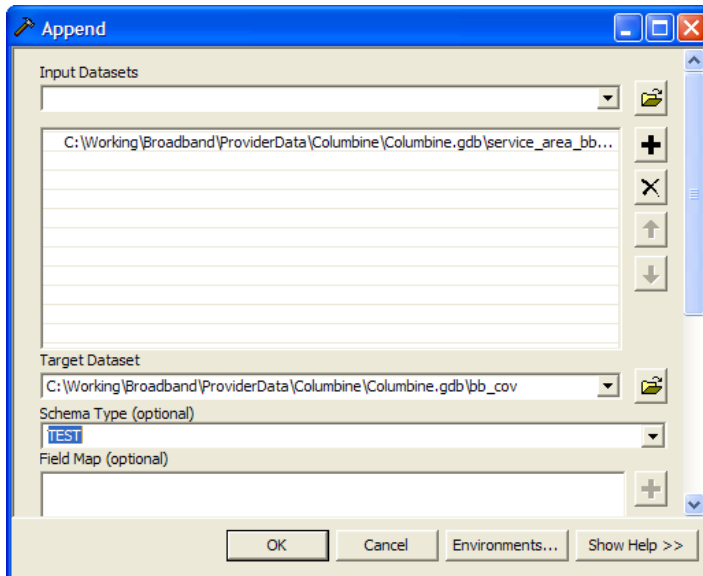 Append
Input Datasets
C:\Working\Broadband\ProviderData\Columbine\Columbine.gdb\service_area_bb...
Target Dataset
C:\Working\Broadband\ProviderData\Columbine\Columbine.gdb\bb_cov
Schema Type (optional)
TEST
Field Map (optional)
OK Cancel Environments... Show Help >>